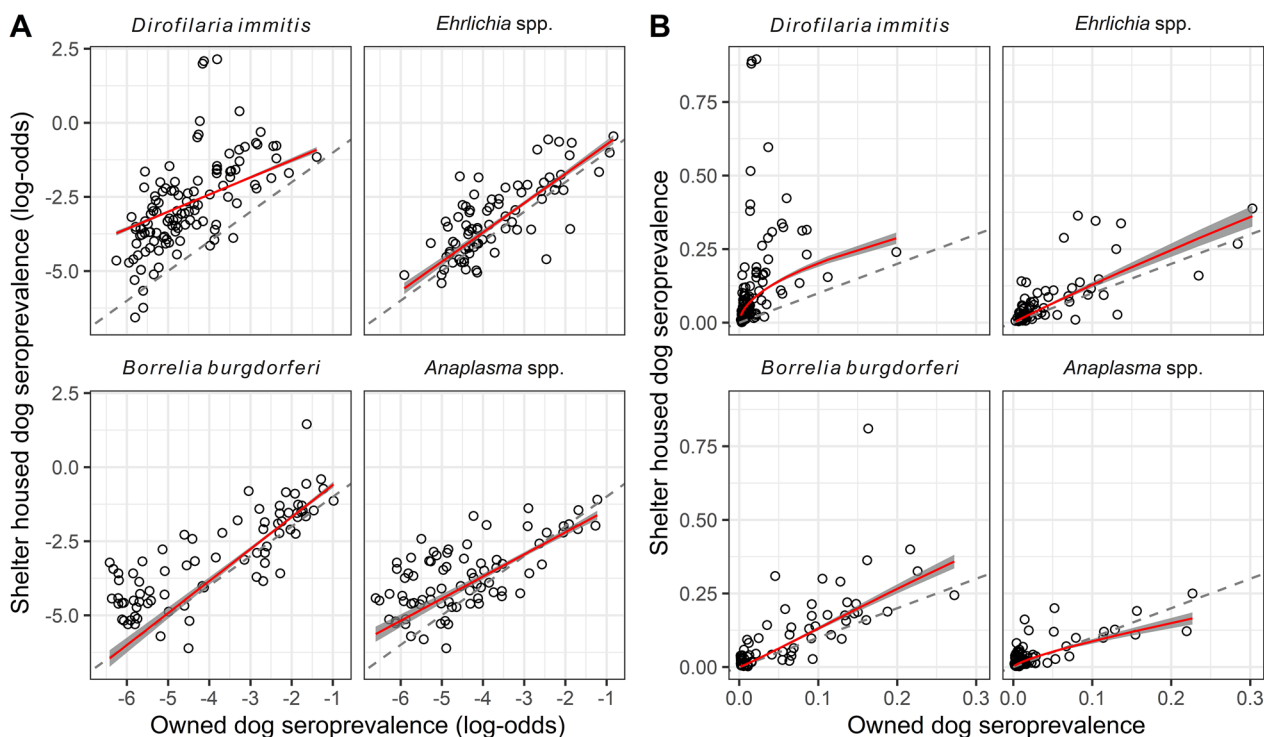 A
B
Dirofilaria immitis
Ehrlichia spp.
Dirofilaria immitis
Ehrlichia spp.
2.5
0.0
-2.5
-5.0
0.75
0.50
0.25
0.00
Borrelia burgdorferi
Anaplasma spp.
Borrelia burgdorferi
Anaplasma spp.
2.5
0.0
-2.5
-5.0
0.75
0.50
0.25
0.00
-6 -5 -4 -3 -2 -1
-6 -5 -4 -3 -2 -1
0.0 0.1 0.2 0.3
0.0 0.1 0.2 0.3
Shelter housed dog seroprevalence (log-odds)
Owned dog seroprevalence (log-odds)
Shelter housed dog seroprevalence
Owned dog seroprevalence